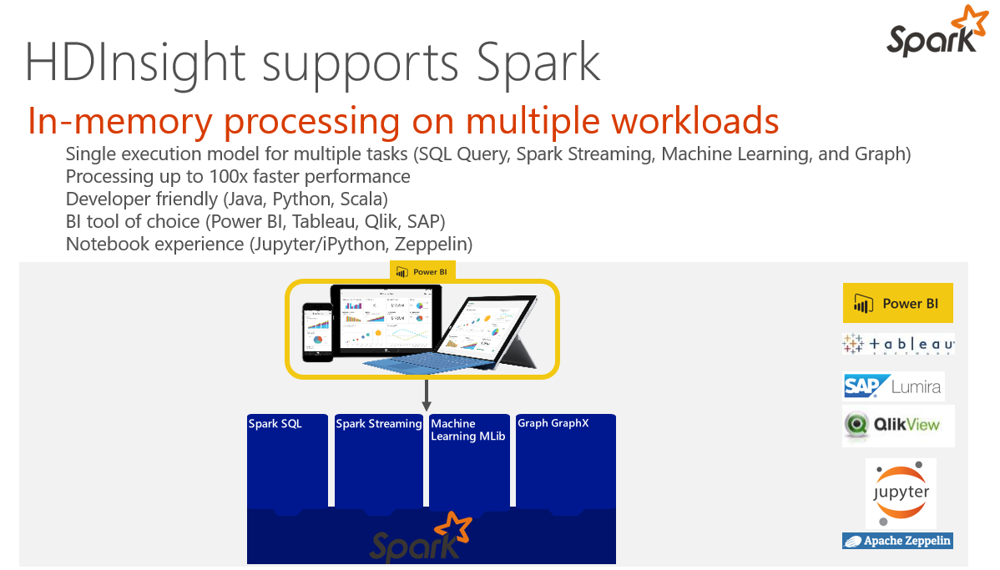 Spark
HDInsight supports Spark
In-memory processing on multiple workloads
Single execution model for multiple tasks (SQL Query, Spark Streaming, Machine Learning, and Graph)
Processing up to 100x faster performance
Developer friendly (Java, Python, Scala)
BI tool of choice (Power BI, Tableau, Qlik, SAP)
Notebook experience (Jupyter/iPython, Zeppelin)
Power BI
Spark SQL
Spark Streaming
Machine
Learning MLib
Graph GraphX
Spark
Power BI
+ableau
SOFTWARE
SAP Lumira
QlikView
jupyter
Apache Zeppelin